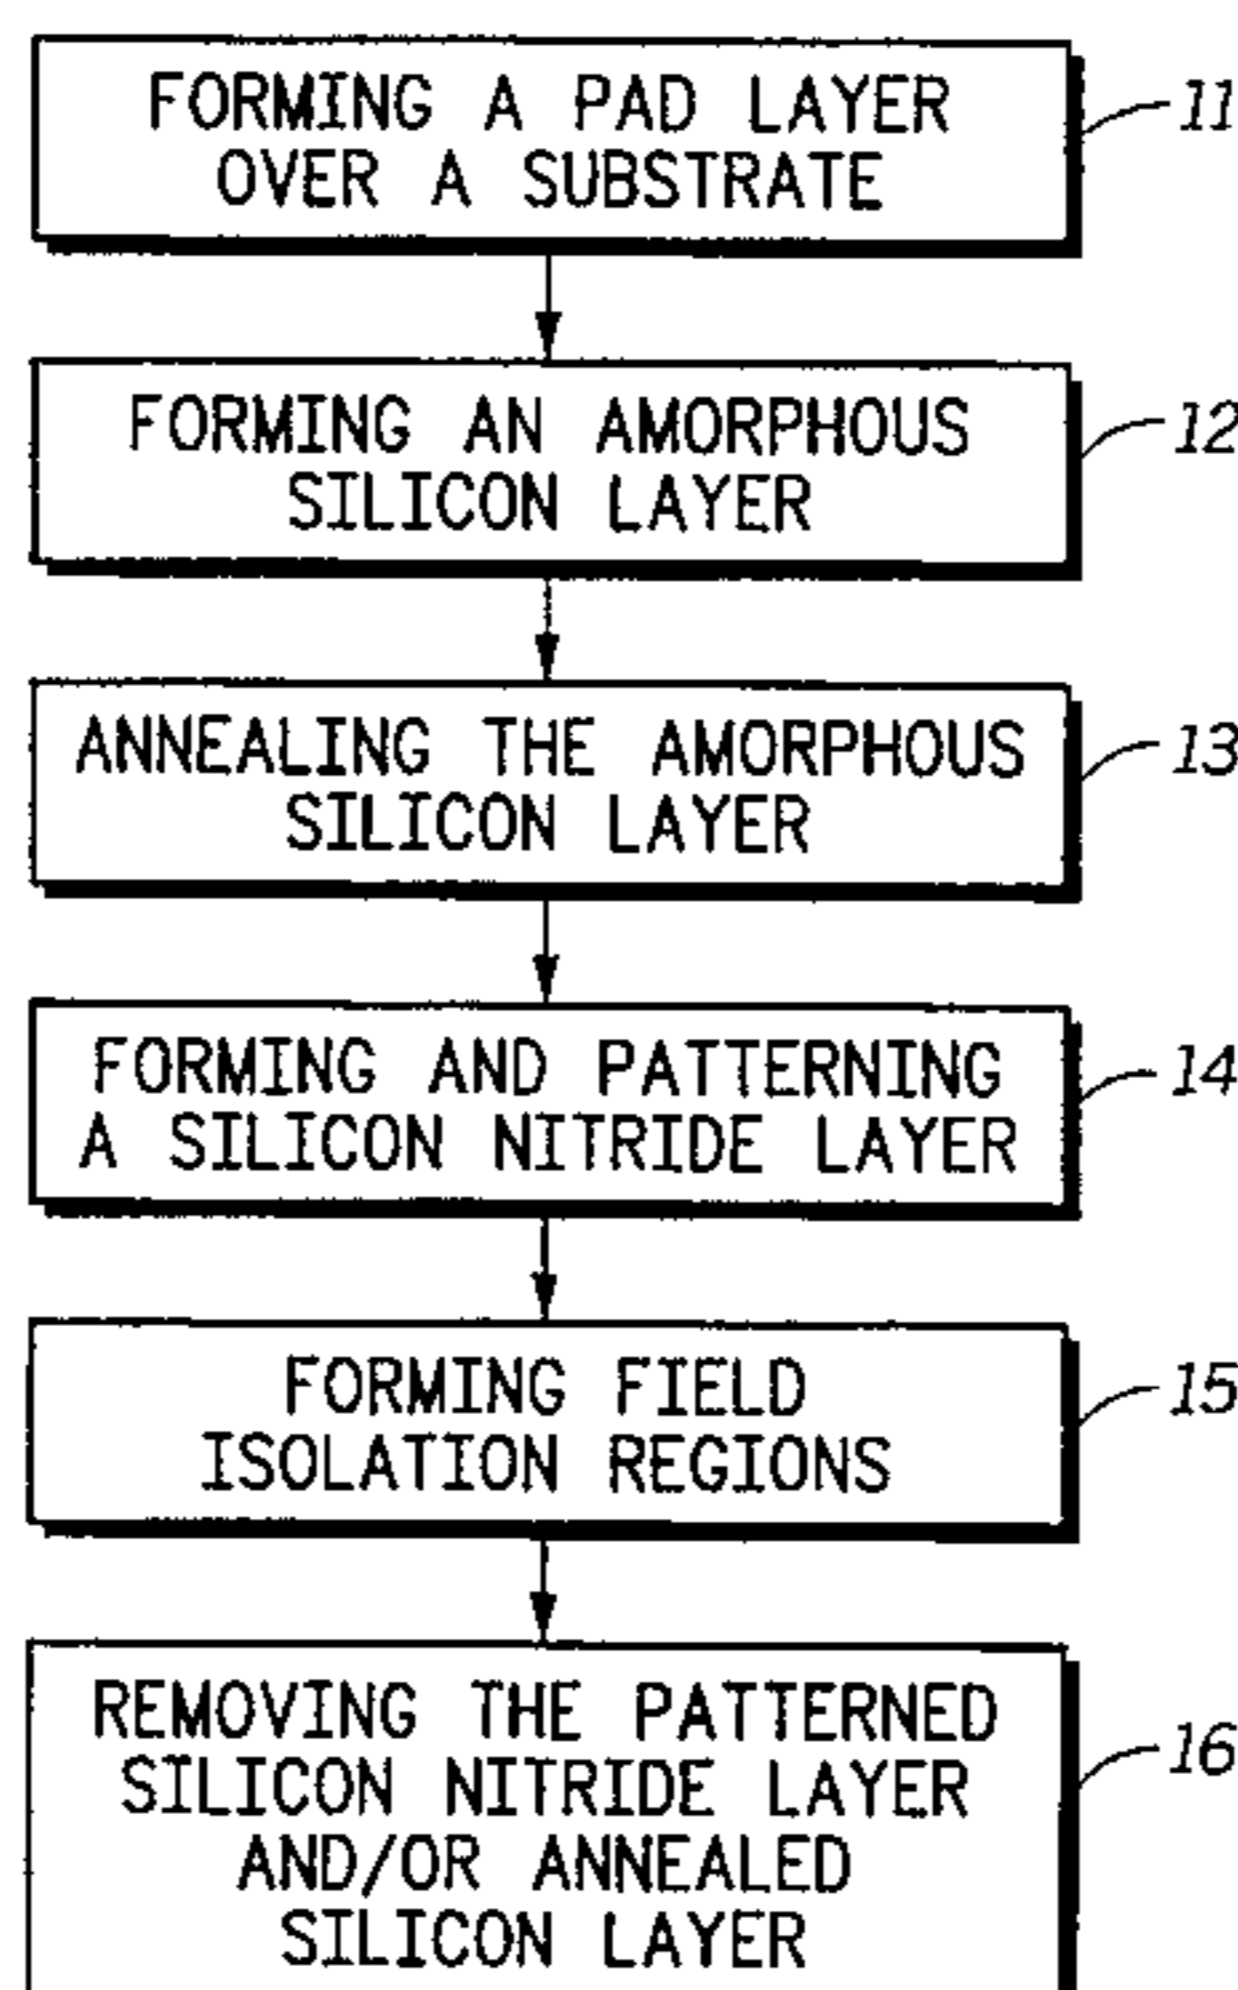 FORMING A PAD LAYER
OVER A SUBSTRATE
11
FORMING AN AMORPHOUS
SILICON LAYER
12
ANNEALING THE AMORPHOUS
SILICON LAYER
13
FORMING AND PATTERNING
A SILICON NITRIDE LAYER
14
FORMING FIELD
ISOLATION REGIONS
15
REMOVING THE PATTERNED
SILICON NITRIDE LAYER
AND/OR ANNEALED
SILICON LAYER
16